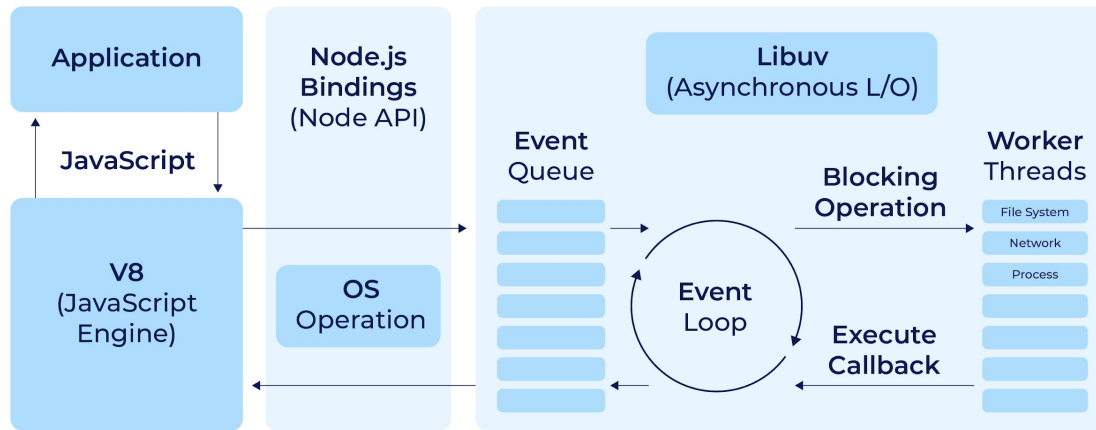 Application
JavaScript
V8
(JavaScript
Engine)
Node.js
Bindings
(Node API)
OS
Operation
Libuv
(Asynchronous L/O)
Event
Queue
Event
Loop
Blocking
Operation
Execute
Callback
Worker
Threads
File System
Network
Process